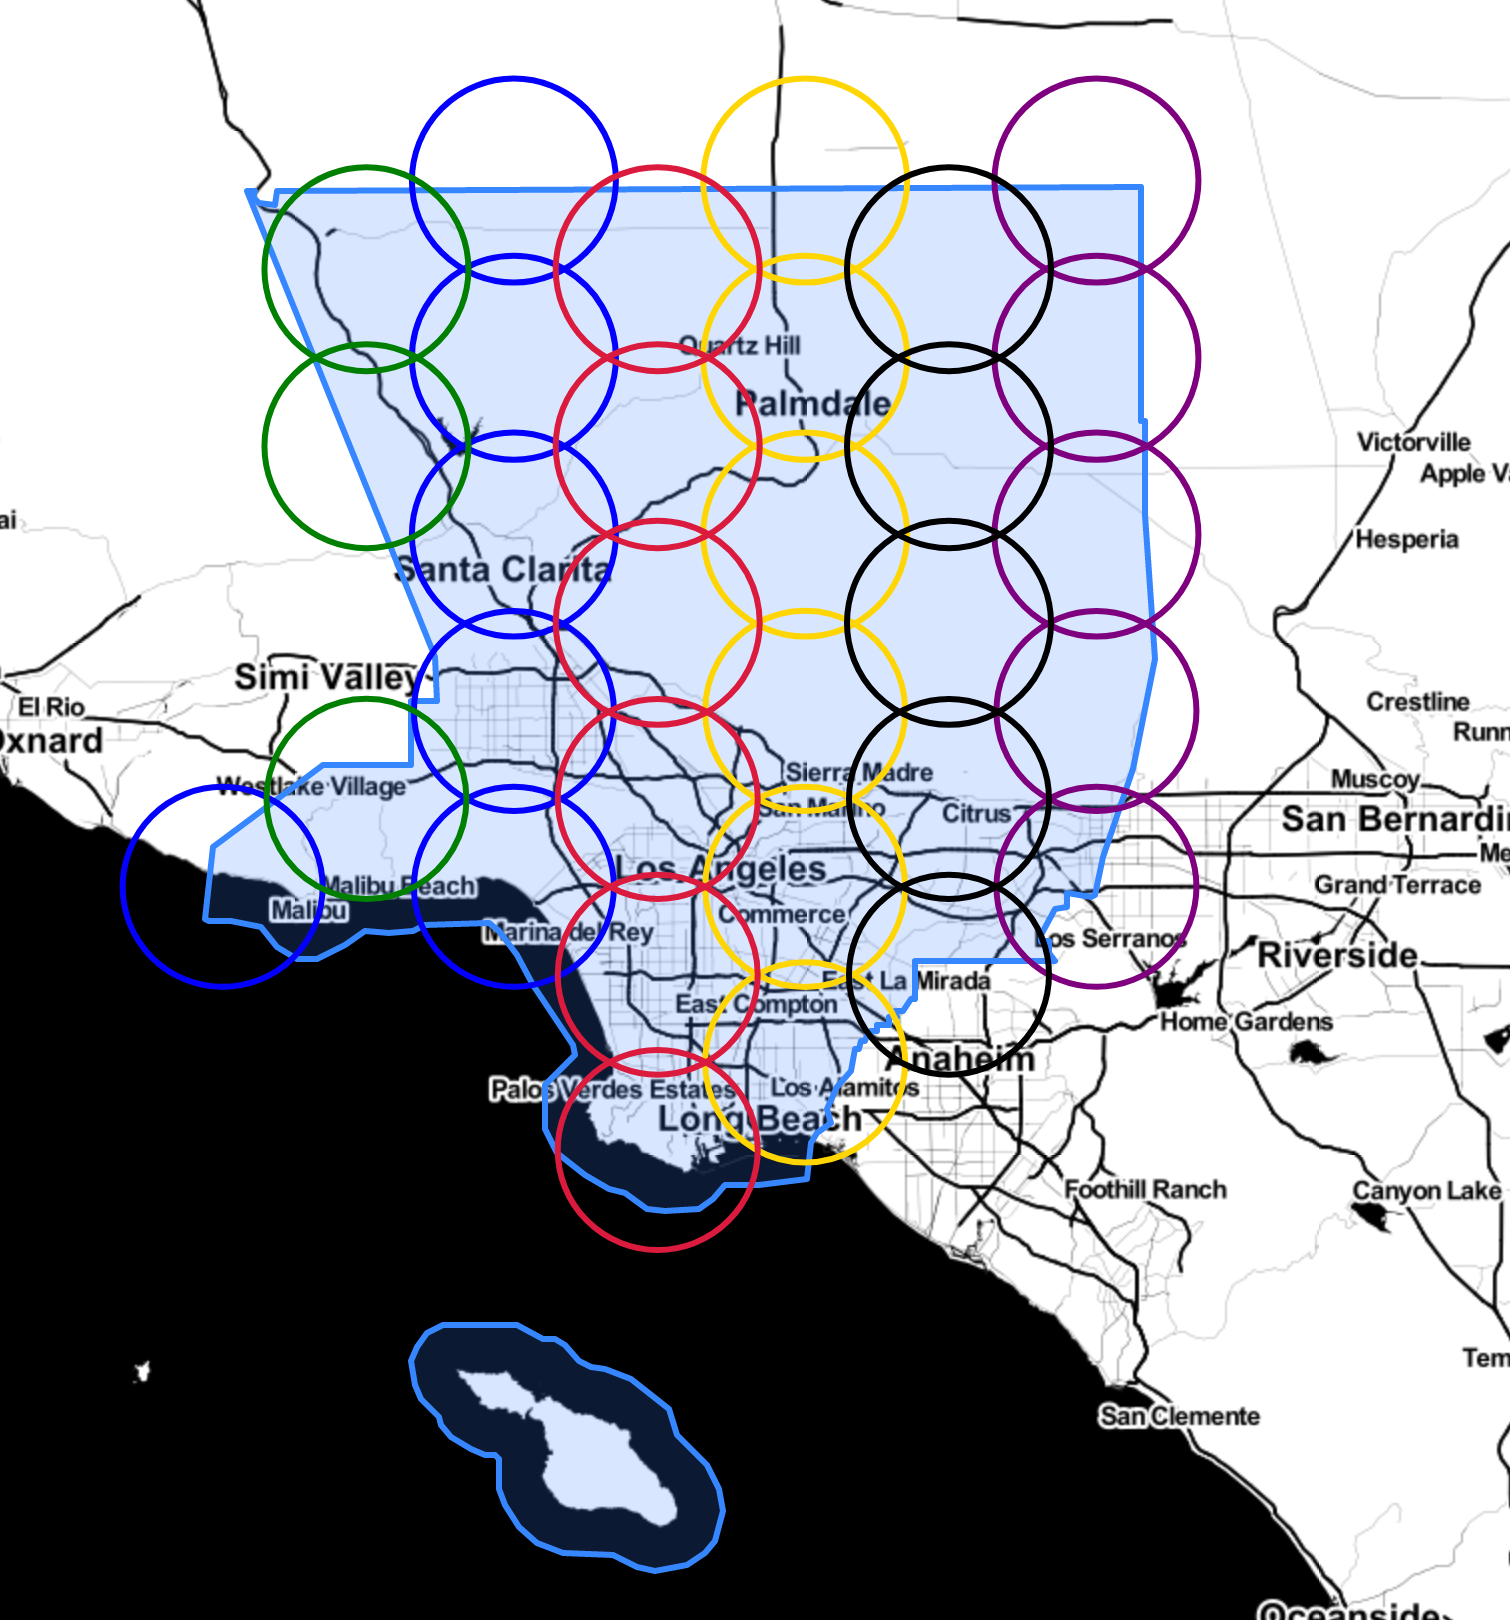 Quartz Hill
Palmdale
Victorville
Apple Va
ai
Hesperia
Santa Clarita
Simi Valley
El Rio
Oxnard
Crestline
Runn
Sierra Madre
Muscoy
Westlake Village
San Marino
Citrus
San Bernardin
Me
Los Angeles
Malibu Beach
Grand Terrace
Malibu
Commerce
Marina del Rey
Los Serranos
Riverside
East La Mirada
East Compton
Home Gardens
Anaheim
Palos Verdes Estates
Los Alamitos
Long Beach
Foothill Ranch
Canyon Lake
Tem
San Clemente
Oceanside